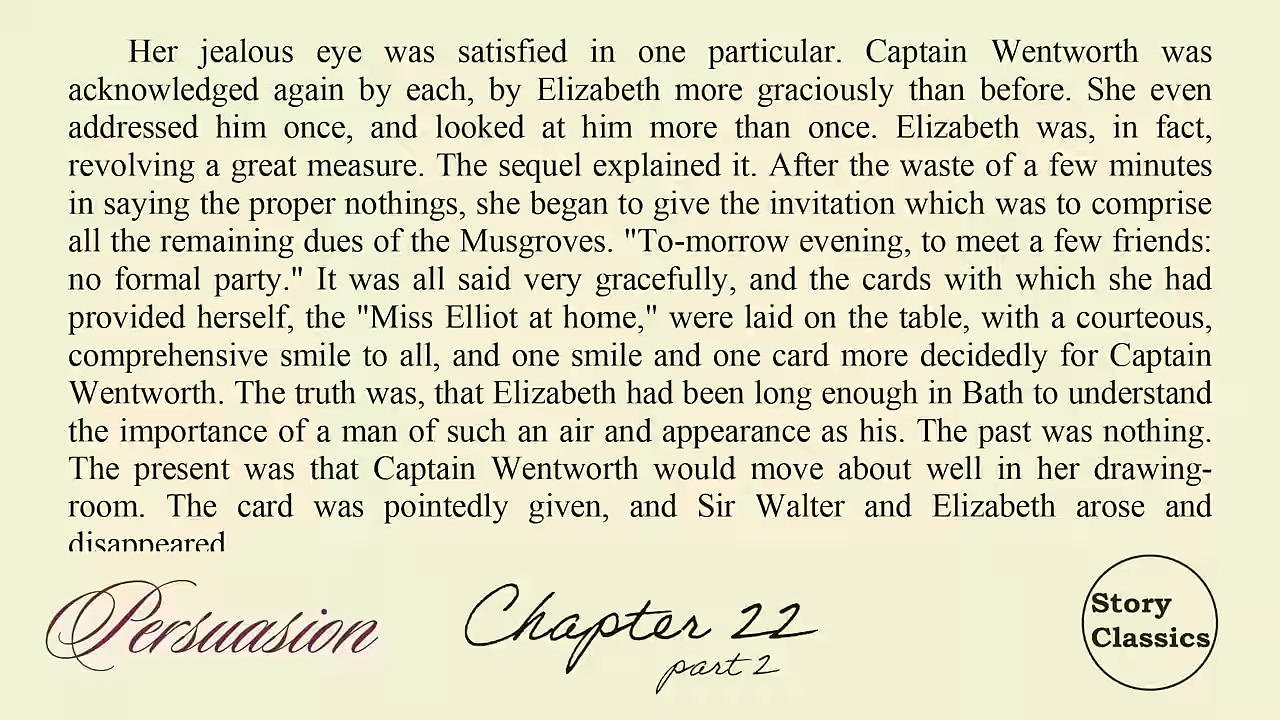 Her jealous eye was satisfied in one particular. Captain Wentworth was
acknowledged again by each, by Elizabeth more graciously than before. She even
addressed him once, and looked at him more than once. Elizabeth was, in fact,
revolving a great measure. The sequel explained it. After the waste of a few minutes
in saying the proper nothings, she began to give the invitation which was to comprise
all the remaining dues of the Musgroves. "To-morrow evening, to meet a few friends:
no formal party." It was all said very gracefully, and the cards with which she had
provided herself, the "Miss Elliot at home," were laid on the table, with a courteous,
comprehensive smile to all, and one smile and one card more decidedly for Captain
Wentworth. The truth was, that Elizabeth had been long enough in Bath to understand
the importance of a man of such an air and appearance as his. The past was nothing.
The present was that Captain Wentworth would move about well in her drawing-
room. The card was pointedly given, and Sir Walter and Elizabeth arose and
disappeared
Persuasion
Chapter 22
part 2
Story
Classics